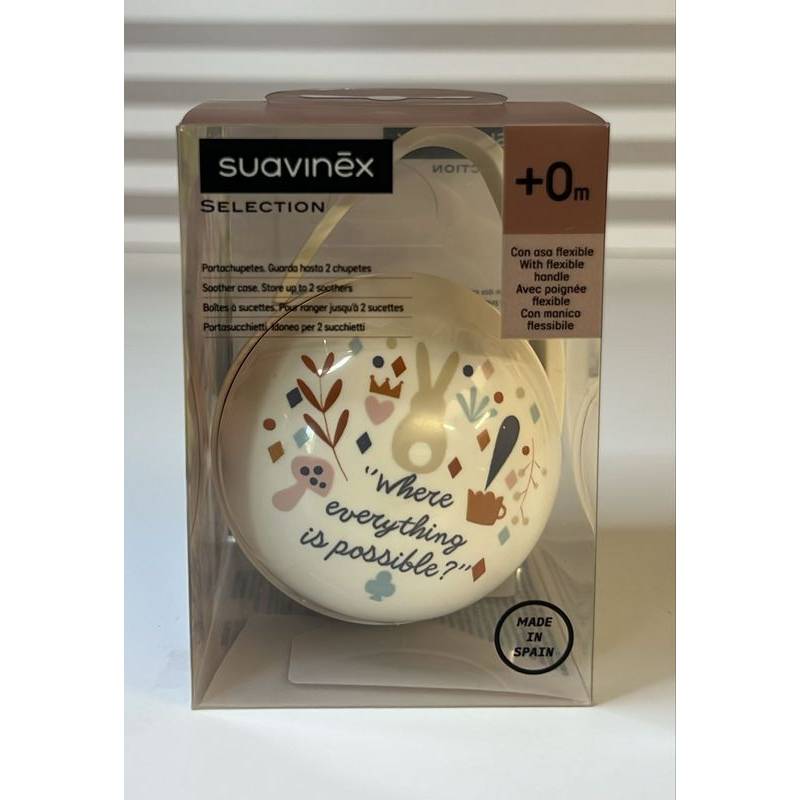 suavinēx
SELECTION
+0m
Con asa flexible
With flexible
handle
Avec poignée
flexible
Con manico
flessibile
Portachupetes. Guarda hasta 2 chupetes
Soother case. Store up to 2 soothers
Boîtes à sucettes. Pour ranger jusqu'à 2 sucettes
Portasucchietti. Idoneo per 2 succhietti
"Where
everything
is possible?"
MADE
IN
SPAIN